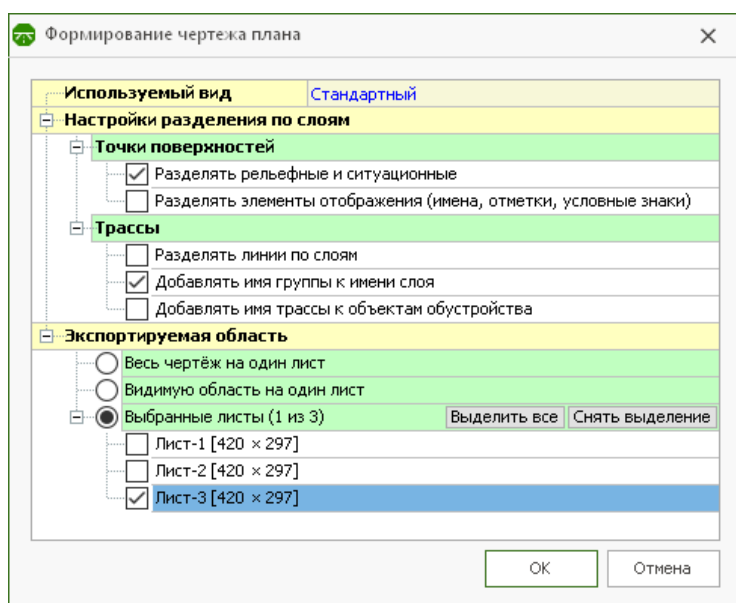 Формирование чертежа плана
Используемый вид Стандартный
Настройки разделения по слоям
Точки поверхностей
Разделять рельефные и ситуационные
Разделять элементы отображения (имена, отметки, условные знаки)
Трассы
Разделять линии по слоям
Добавлять имя группы к имени слоя
Добавлять имя трассы к объектам обустройства
Экспортируемая область
Весь чертёж на один лист
Видимую область на один лист
Выбранные листы (1 из 3) Выделить все Снять выделение
Лист-1 [420 × 297]
Лист-2 [420 × 297]
Лист-3 [420 × 297]
ОК Отмена